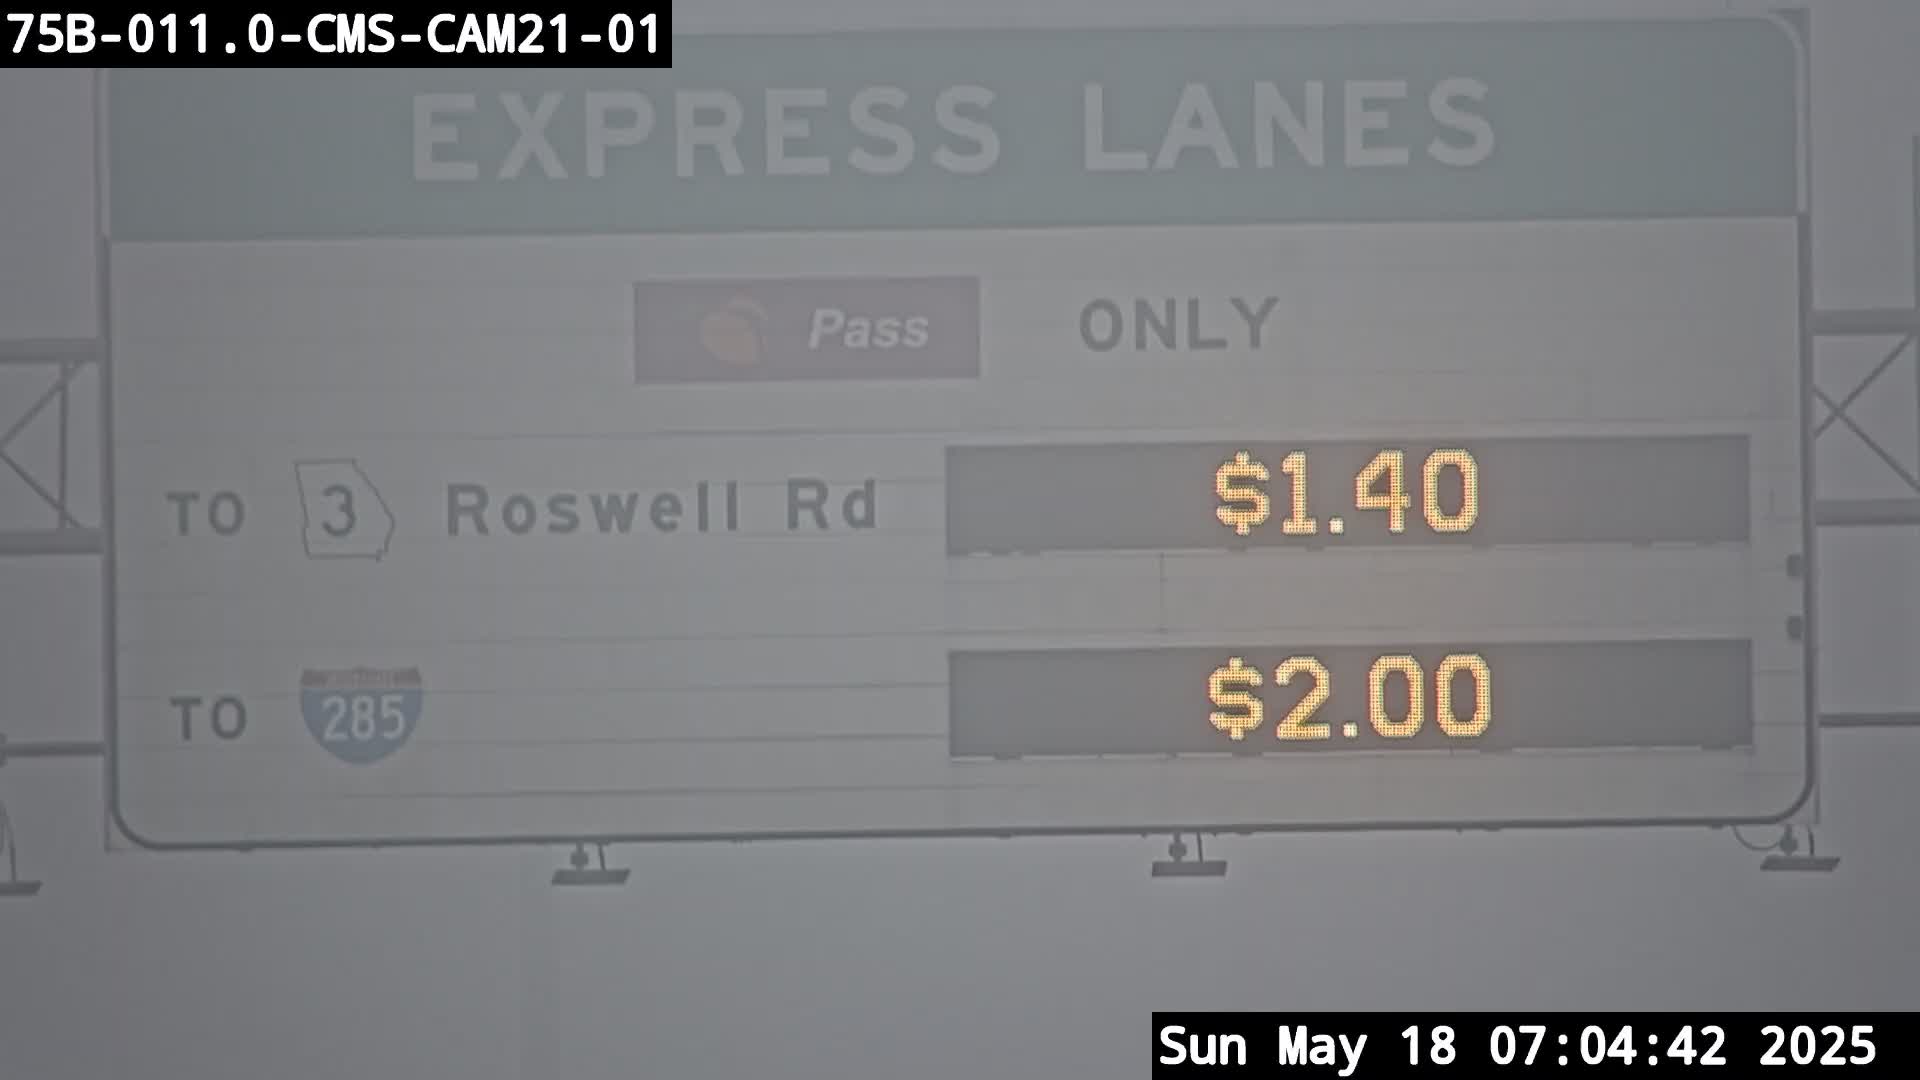 75B-011.0-CMS-CAM21-01
EXPRESS LANES
Pass ONLY
TO 3 Roswell Rd $1.40
TO 285 $2.00
Sun May 18 07:04:42 2025